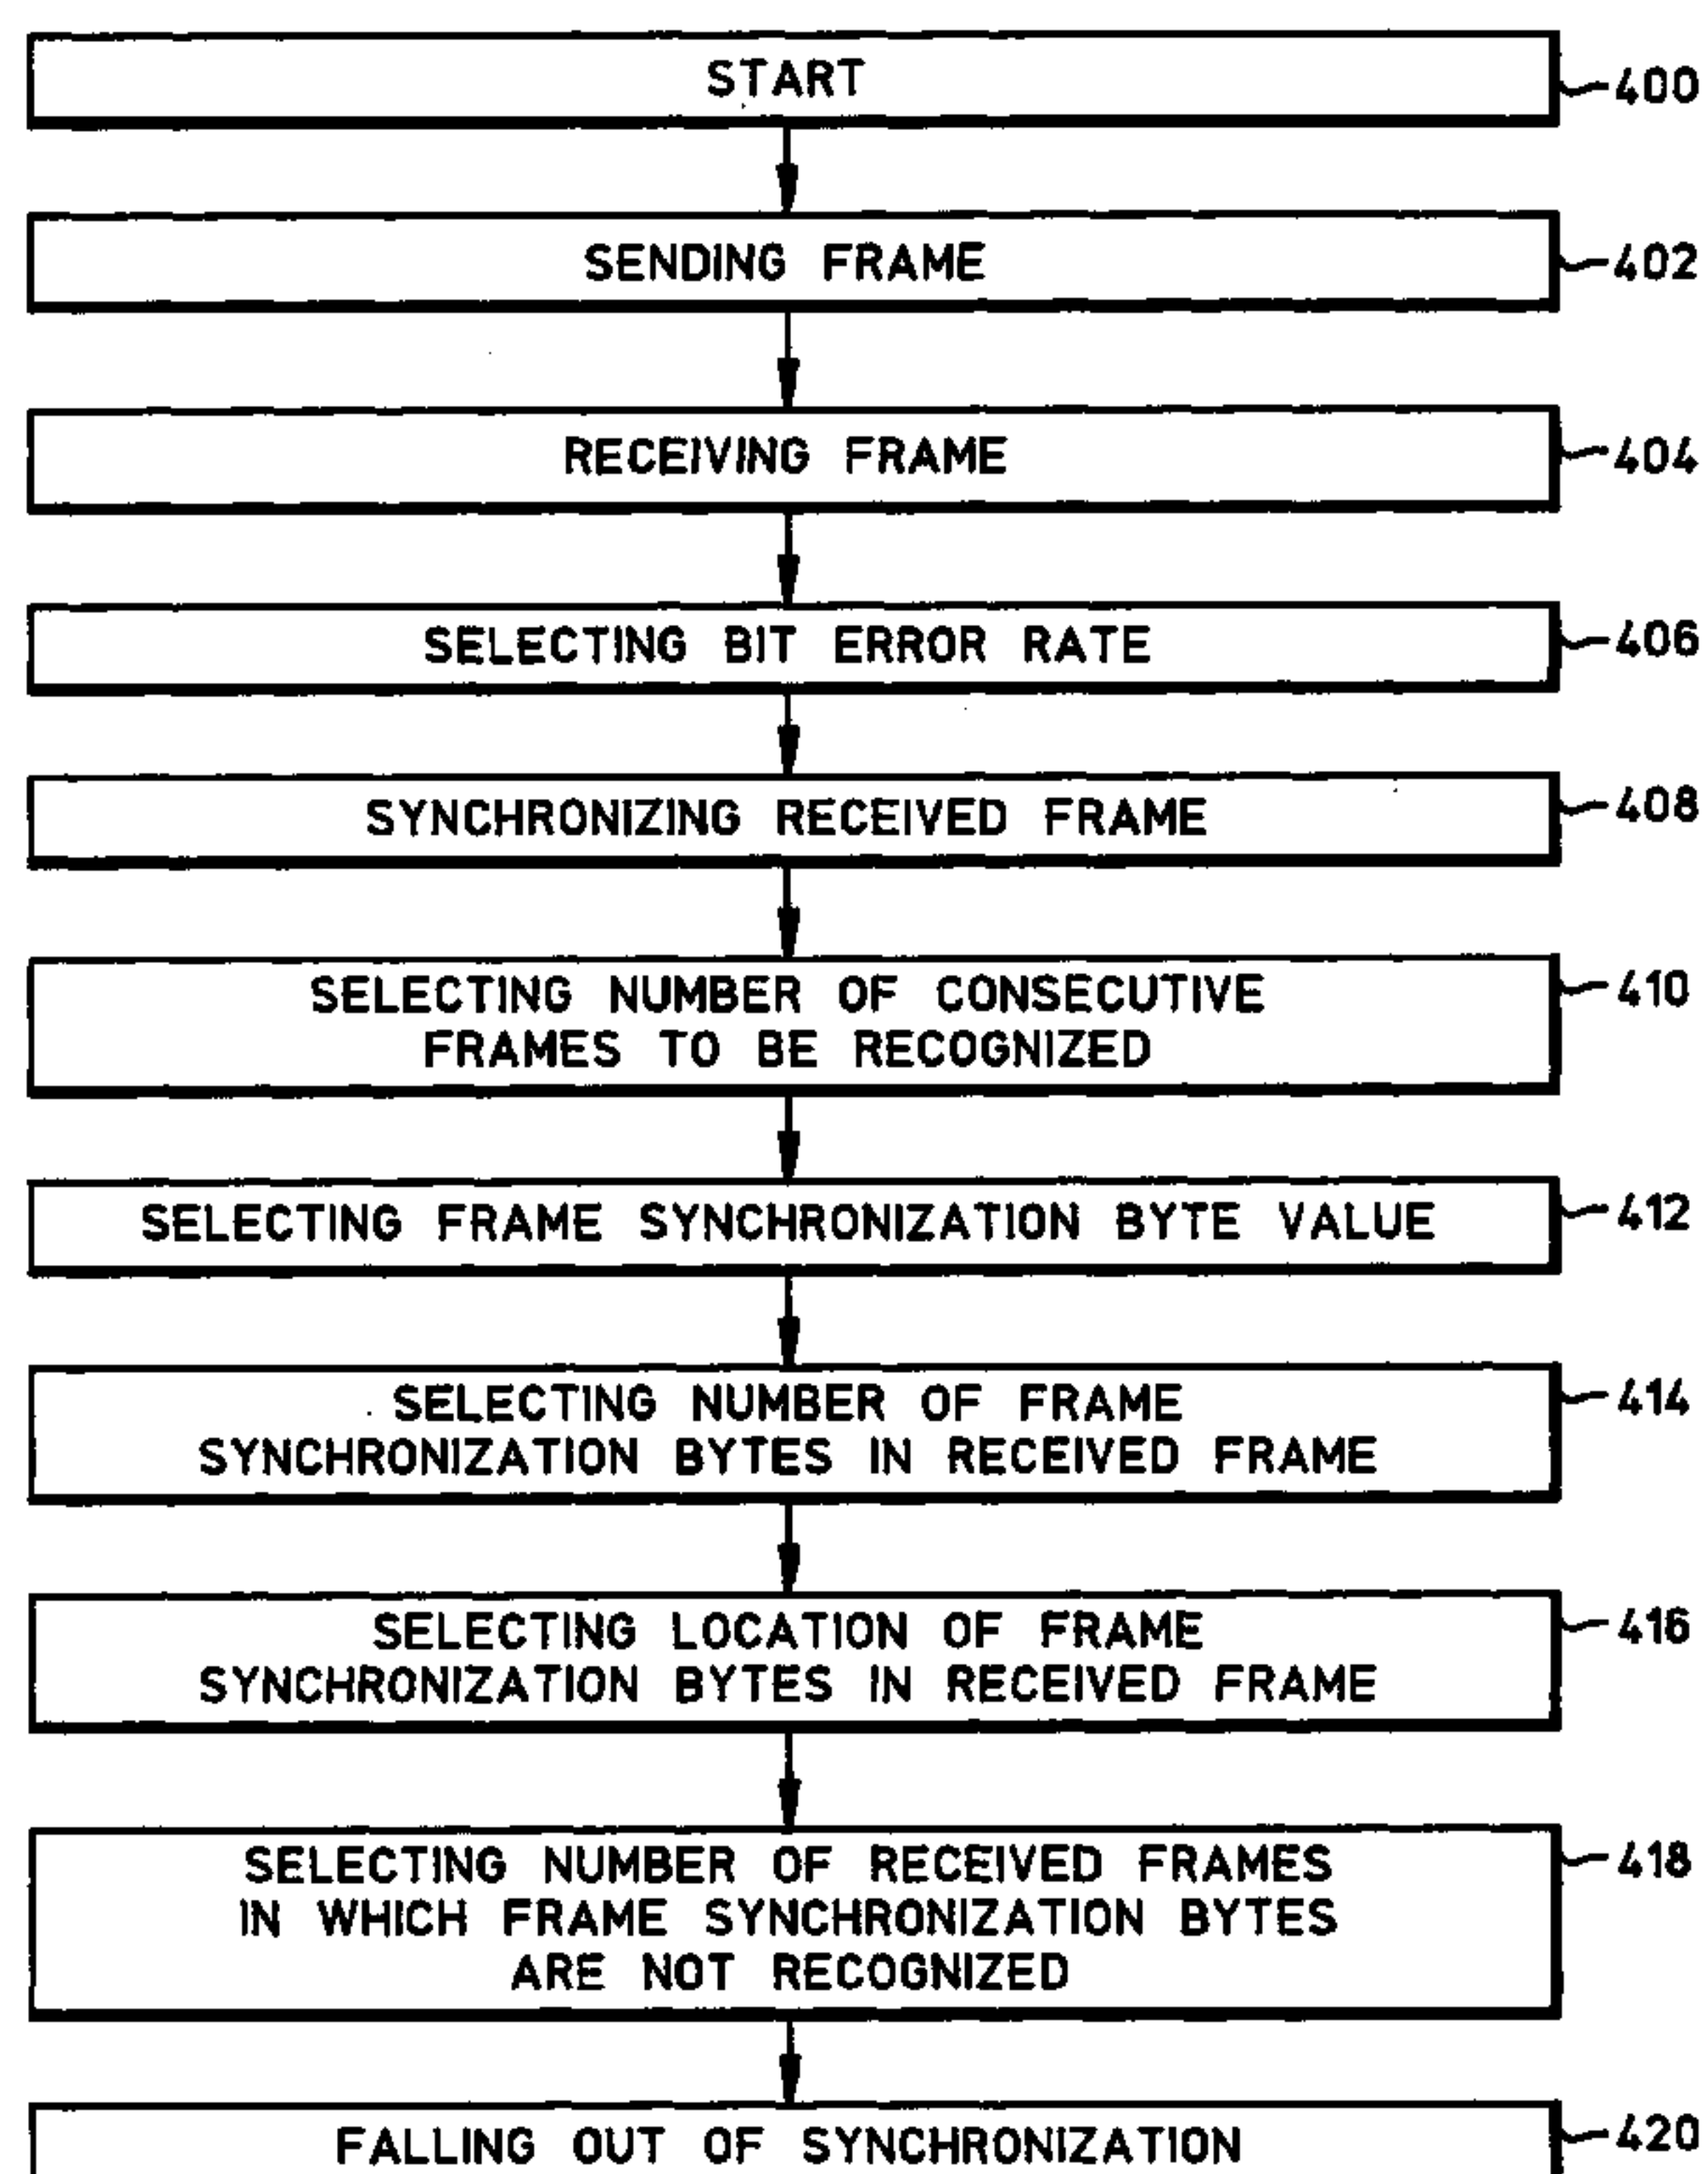 START
400
SENDING FRAME
402
RECEIVING FRAME
404
SELECTING BIT ERROR RATE
406
SYNCHRONIZING RECEIVED FRAME
408
SELECTING NUMBER OF CONSECUTIVE
FRAMES TO BE RECOGNIZED
410
SELECTING FRAME SYNCHRONIZATION BYTE VALUE
412
SELECTING NUMBER OF FRAME
SYNCHRONIZATION BYTES IN RECEIVED FRAME
414
SELECTING LOCATION OF FRAME
SYNCHRONIZATION BYTES IN RECEIVED FRAME
416
SELECTING NUMBER OF RECEIVED FRAMES
IN WHICH FRAME SYNCHRONIZATION BYTES
ARE NOT RECOGNIZED
418
FALLING OUT OF SYNCHRONIZATION
420